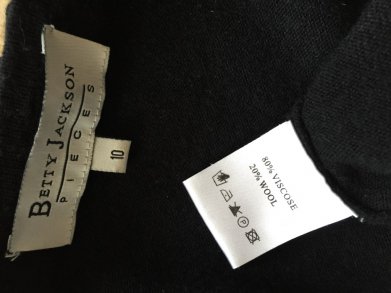 BETTY JACKSON
PIECES
10
80% VISCOSE
20% WOOL
P